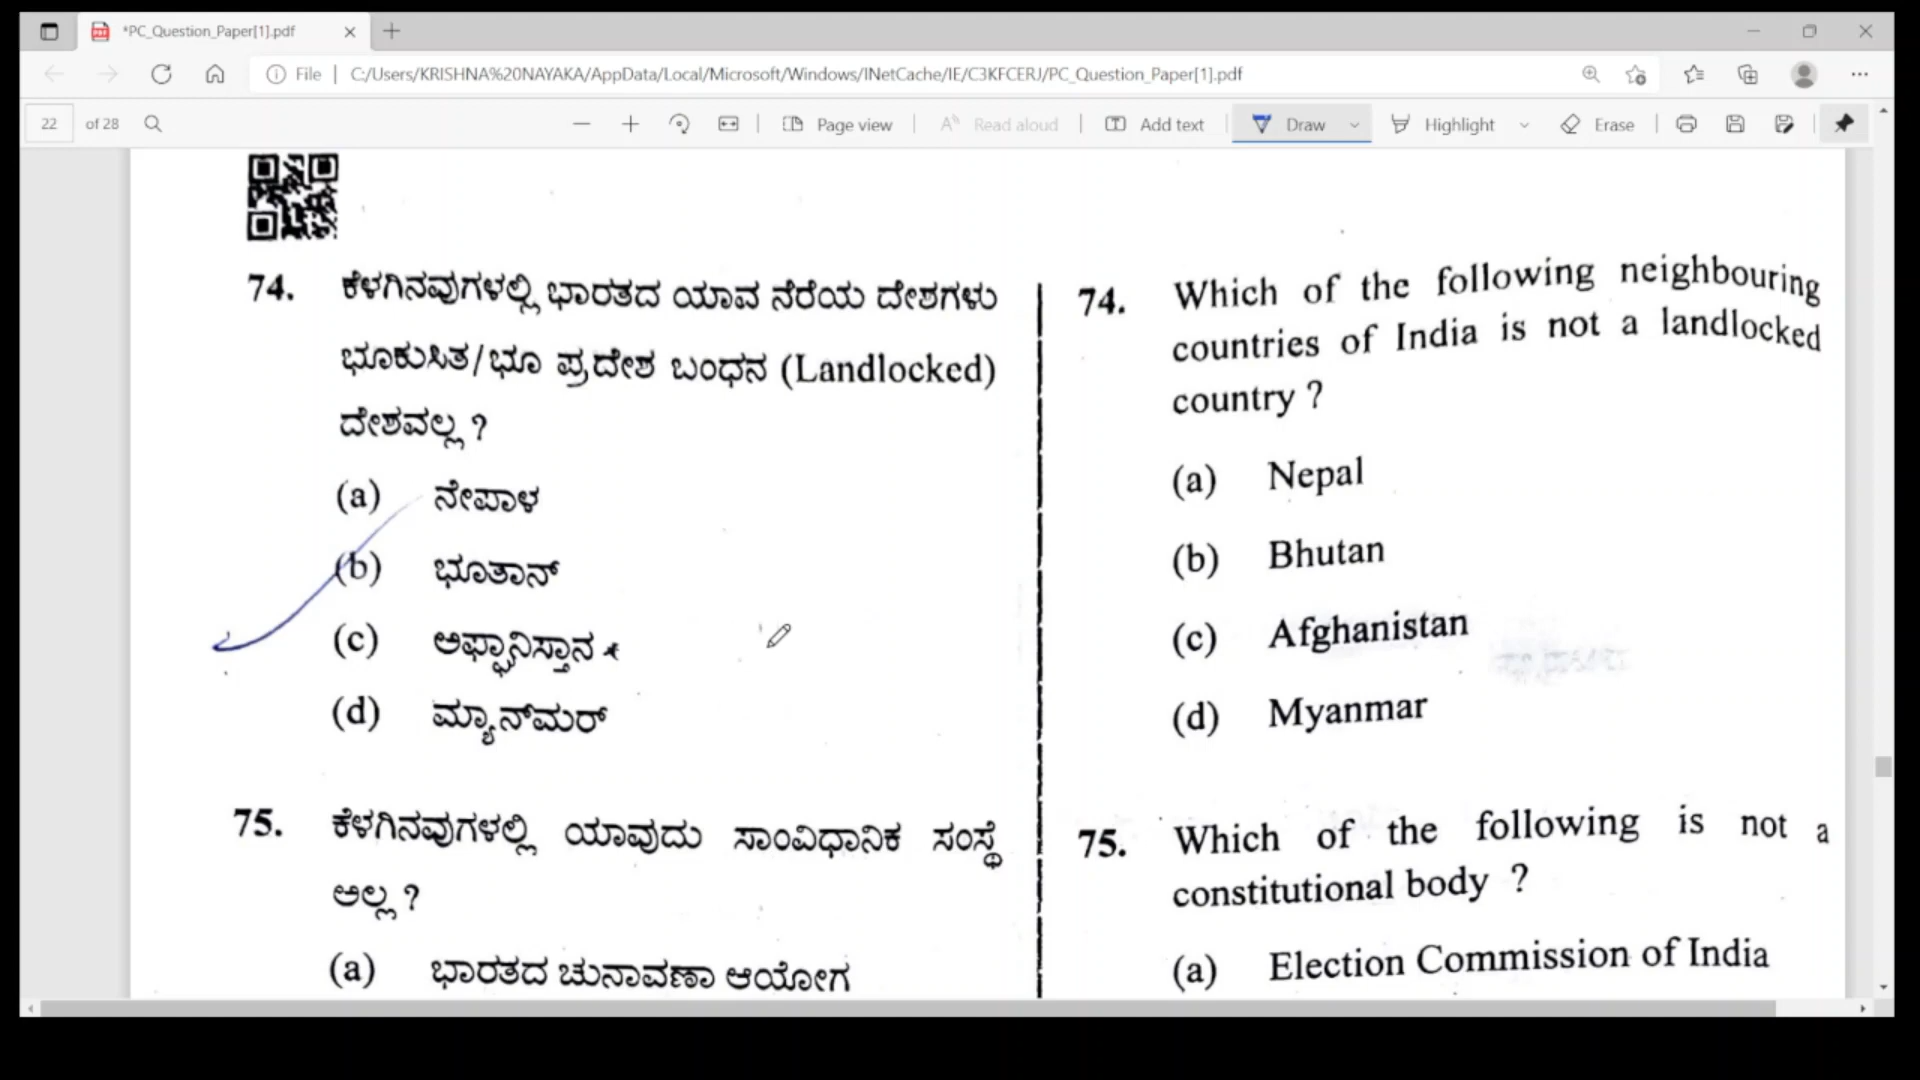 *PC_Question_Paper[1].pdf
File | C:/Users/KRISHNA%20NAYAKA/AppData/Local/Microsoft/Windows/INetCache/IE/C3KFCERJ/PC_Question_Paper[1].pdf
22 of 28 Page view Read aloud Add text Draw Highlight Erase
74. ಕೆಳಗಿನವುಗಳಲ್ಲಿ ಭಾರತದ ಯಾವ ನೆರೆಯ ದೇಶಗಳು
ಭೂಕುಸಿತ/ಭೂ ಪ್ರದೇಶ ಬಂಧನ (Landlocked)
ದೇಶವಲ್ಲ ?
(a) ನೇಪಾಳ
(b) ಭೂತಾನ್
(c) ಅಫ್ಘಾನಿಸ್ತಾನ
(d) ಮ್ಯಾನ್‌ಮರ್
75. ಕೆಳಗಿನವುಗಳಲ್ಲಿ ಯಾವುದು ಸಾಂವಿಧಾನಿಕ ಸಂಸ್ಥೆ
ಅಲ್ಲ ?
(a) ಭಾರತದ ಚುನಾವಣಾ ಆಯೋಗ
74. Which of the following neighbouring
countries of India is not a landlocked
country ?
(a) Nepal
(b) Bhutan
(c) Afghanistan
(d) Myanmar
75. Which of the following is not a
constitutional body ?
(a) Election Commission of India